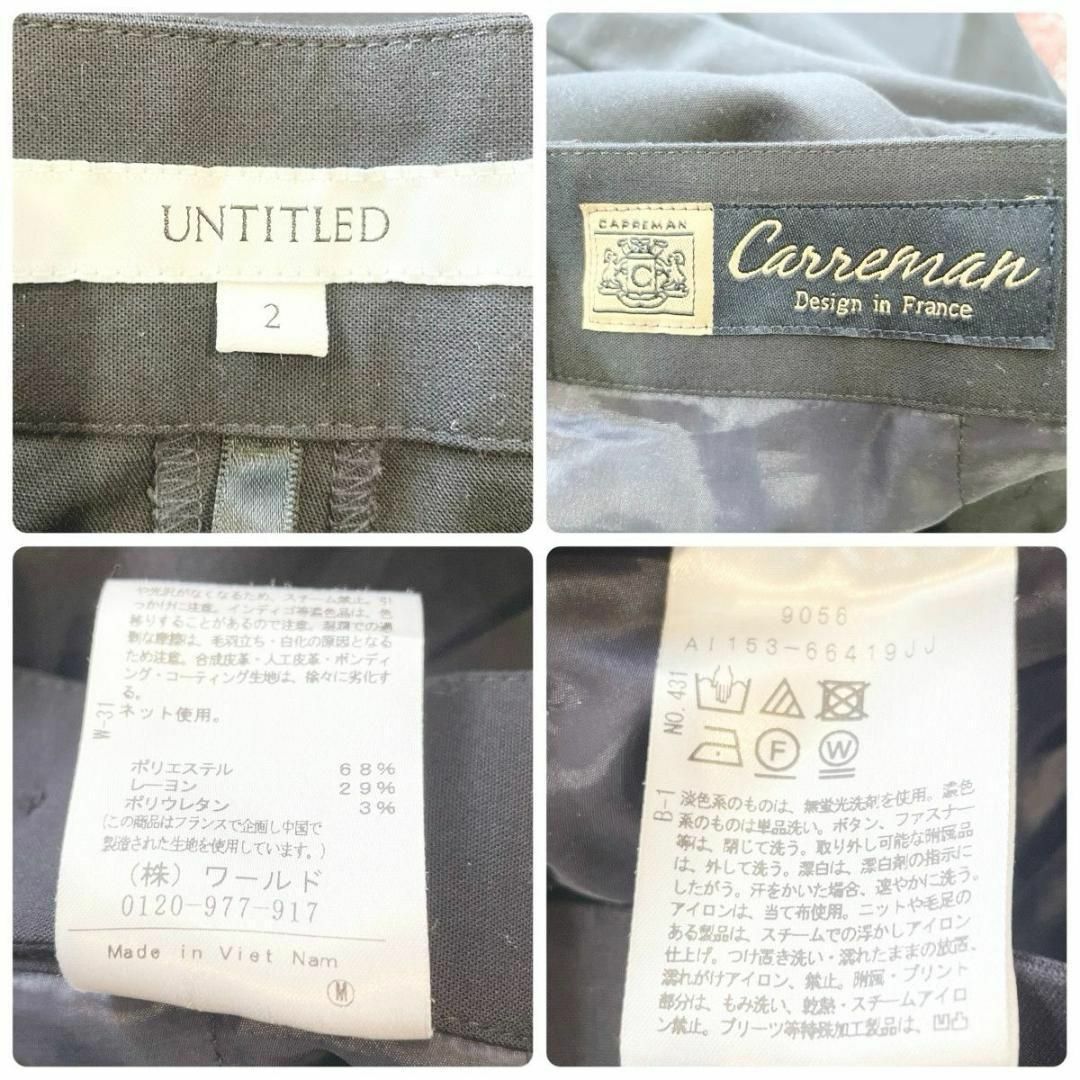 UNTITLED
2
CARREMAN
C
Carreman
Design in France
や光沢がなくなるため、スチーム禁止。引
っかけに注意。インディゴ等濃色品は、色
移りすることがあるので注意。着用での過
剰な摩擦は、毛羽立ち・白化の原因となる
ため注意。合成皮革・人工皮革・ボンディ
ング・コーティング生地は、徐々に劣化す
る。
W-31
ネット使用。
ポリエステル 68%
レーヨン 29%
ポリウレタン 3%
(この商品はフランスで企画し中国で
製造された生地を使用しています。)
(株) ワールド
0120-977-917
Made in Viet Nam
M
9056
AI153-66419JJ
NO.431
F
W
B-1
淡色系のものは、無蛍光洗剤を使用。濃色
系のものは単品洗い。ボタン、ファスナー
等は、閉じて洗う。取り外し可能な附属品
は、外して洗う。漂白は、漂白剤の指示に
したがう。汗をかいた場合、速やかに洗う。
アイロンは、当て布使用。ニットや毛足の
ある製品は、スチームでの浮かしアイロン
仕上げ。つけ置き洗い・濡れたままの放置、
濡れがけアイロン、禁止。附属・プリント
部分は、もみ洗い、乾熱・スチームアイロ
ン禁止。プリーツ等特殊加工製品は、凹凸